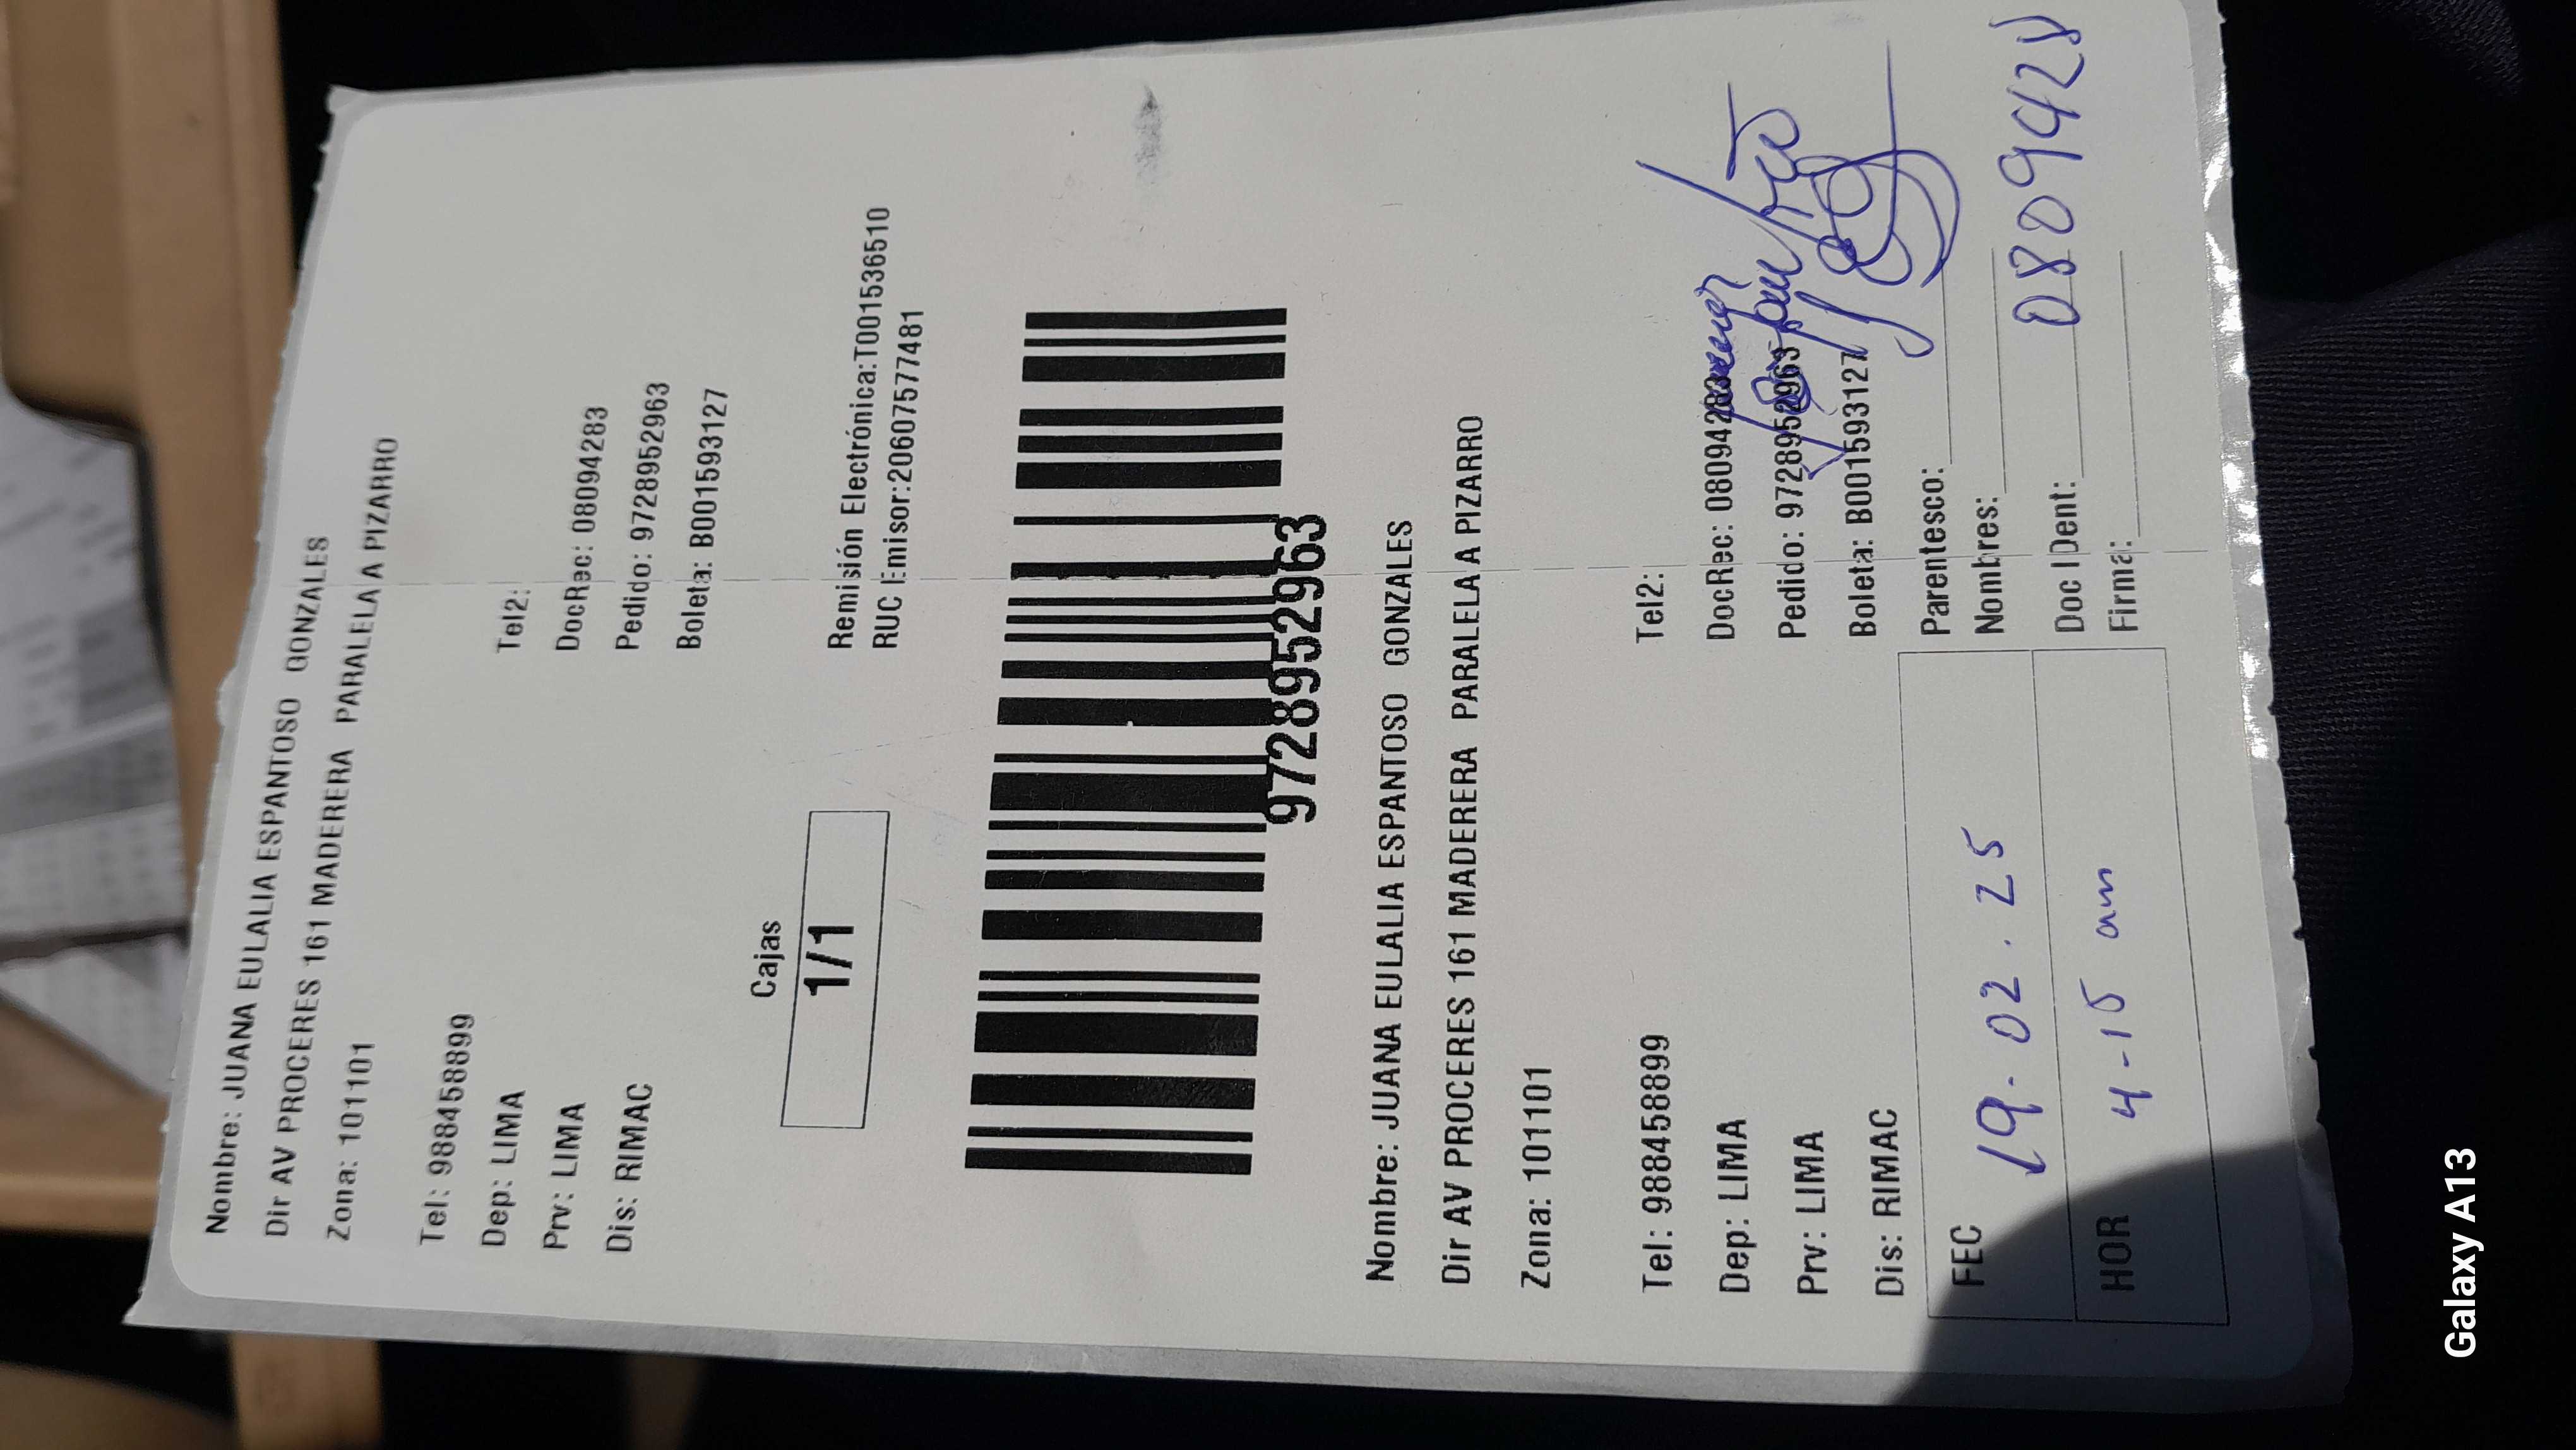 Nombre: JUANA EULALIA ESPANTOSO GONZALES
Dir AV PROCERES 161 MADERERA PARALELA A PIZARRO
Zona: 101101
Tel: 988458899
Tel2:
Dep: LIMA
DocRec: 08094283
Prv: LIMA
Pedido: 9728952963
Dis: RIMAC
Boleta: B001593127
Cajas
1/1
Remisión Electrónica:T001536510
RUC Emisor:20607577481
9728952963
Nombre: JUANA EULALIA ESPANTOSO GONZALES
Dir AV PROCERES 161 MADERERA PARALELA A PIZARRO
Zona: 101101
Tel: 988458899
Tel2:
Dep: LIMA
DocRec: 08094283
Prv: LIMA
Pedido: 9728952963
Dis: RIMAC
Boleta: B001593127
FEC 19.02.25
Parentesco:
Nombres:
HOR 4-15 am
Doc IDent: 0809428
Firma:
Galaxy A13